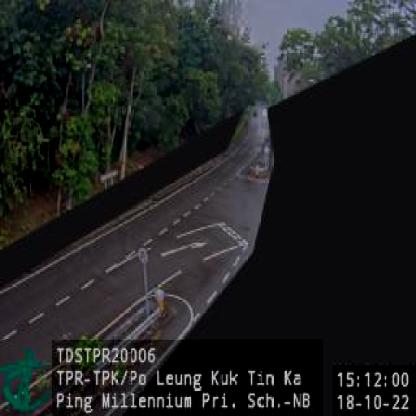 TDSTPR20006
TPR-TPK/Po Leung Kuk Tin Ka
Ping Millennium Pri. Sch.-NB
15:12:00
18-10-22